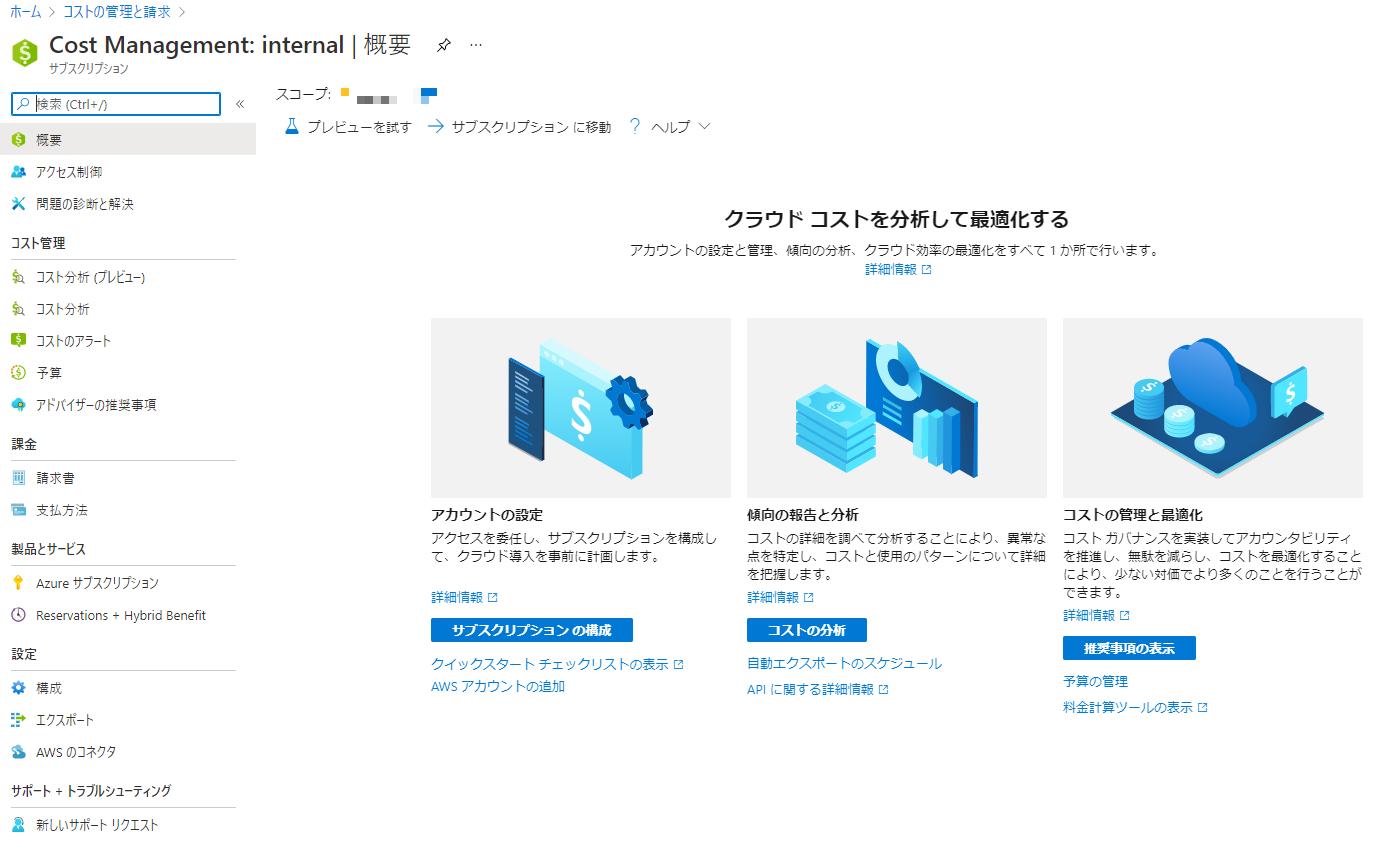 ホーム > コストの管理と請求 >
Cost Management: internal | 概要
サブスクリプション
検索 (Ctrl+/)
概要
アクセス制御
問題の診断と解決
コスト管理
コスト分析 (プレビュー)
コスト分析
コストのアラート
予算
アドバイザーの推奨事項
課金
請求書
支払方法
製品とサービス
Azure サブスクリプション
Reservations + Hybrid Benefit
設定
構成
エクスポート
AWS のコネクタ
サポート + トラブルシューティング
新しいサポート リクエスト
スコープ:
プレビューを試す サブスクリプション に移動 ? ヘルプ
クラウド コストを分析して最適化する
アカウントの設定と管理、傾向の分析、クラウド効率の最適化をすべて 1 か所で行います。
詳細情報
アカウントの設定
アクセスを委任し、サブスクリプションを構成し
て、クラウド導入を事前に計画します。
詳細情報
サブスクリプション の構成
クイックスタート チェックリストの表示
AWS アカウントの追加
傾向の報告と分析
コストの詳細を調べて分析することにより、異常な
点を特定し、コストと使用のパターンについて詳細
を把握します。
詳細情報
コストの分析
自動エクスポートのスケジュール
API に関する詳細情報
コストの管理と最適化
コスト ガバナンスを実装してアカウンタビリティ
を推進し、無駄を減らし、コストを最適化すること
により、少ない対価でより多くのことを行うことが
できます。
詳細情報
推奨事項の表示
予算の管理
料金計算ツールの表示